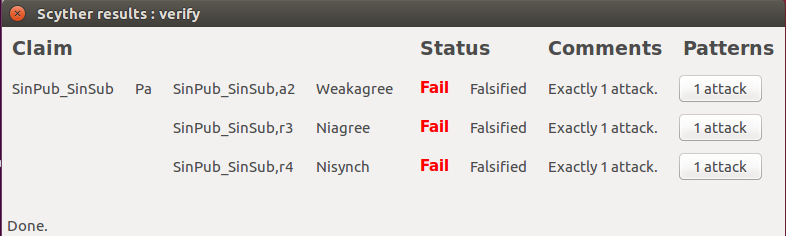 Scyther results : verify
Claim Status Comments Patterns
SinPub_SinSub Pa SinPub_SinSub,a2 Weakagree Fail Falsified Exactly 1 attack. 1 attack
SinPub_SinSub,r3 Niagree Fail Falsified Exactly 1 attack. 1 attack
SinPub_SinSub,r4 Nisynch Fail Falsified Exactly 1 attack. 1 attack
Done.